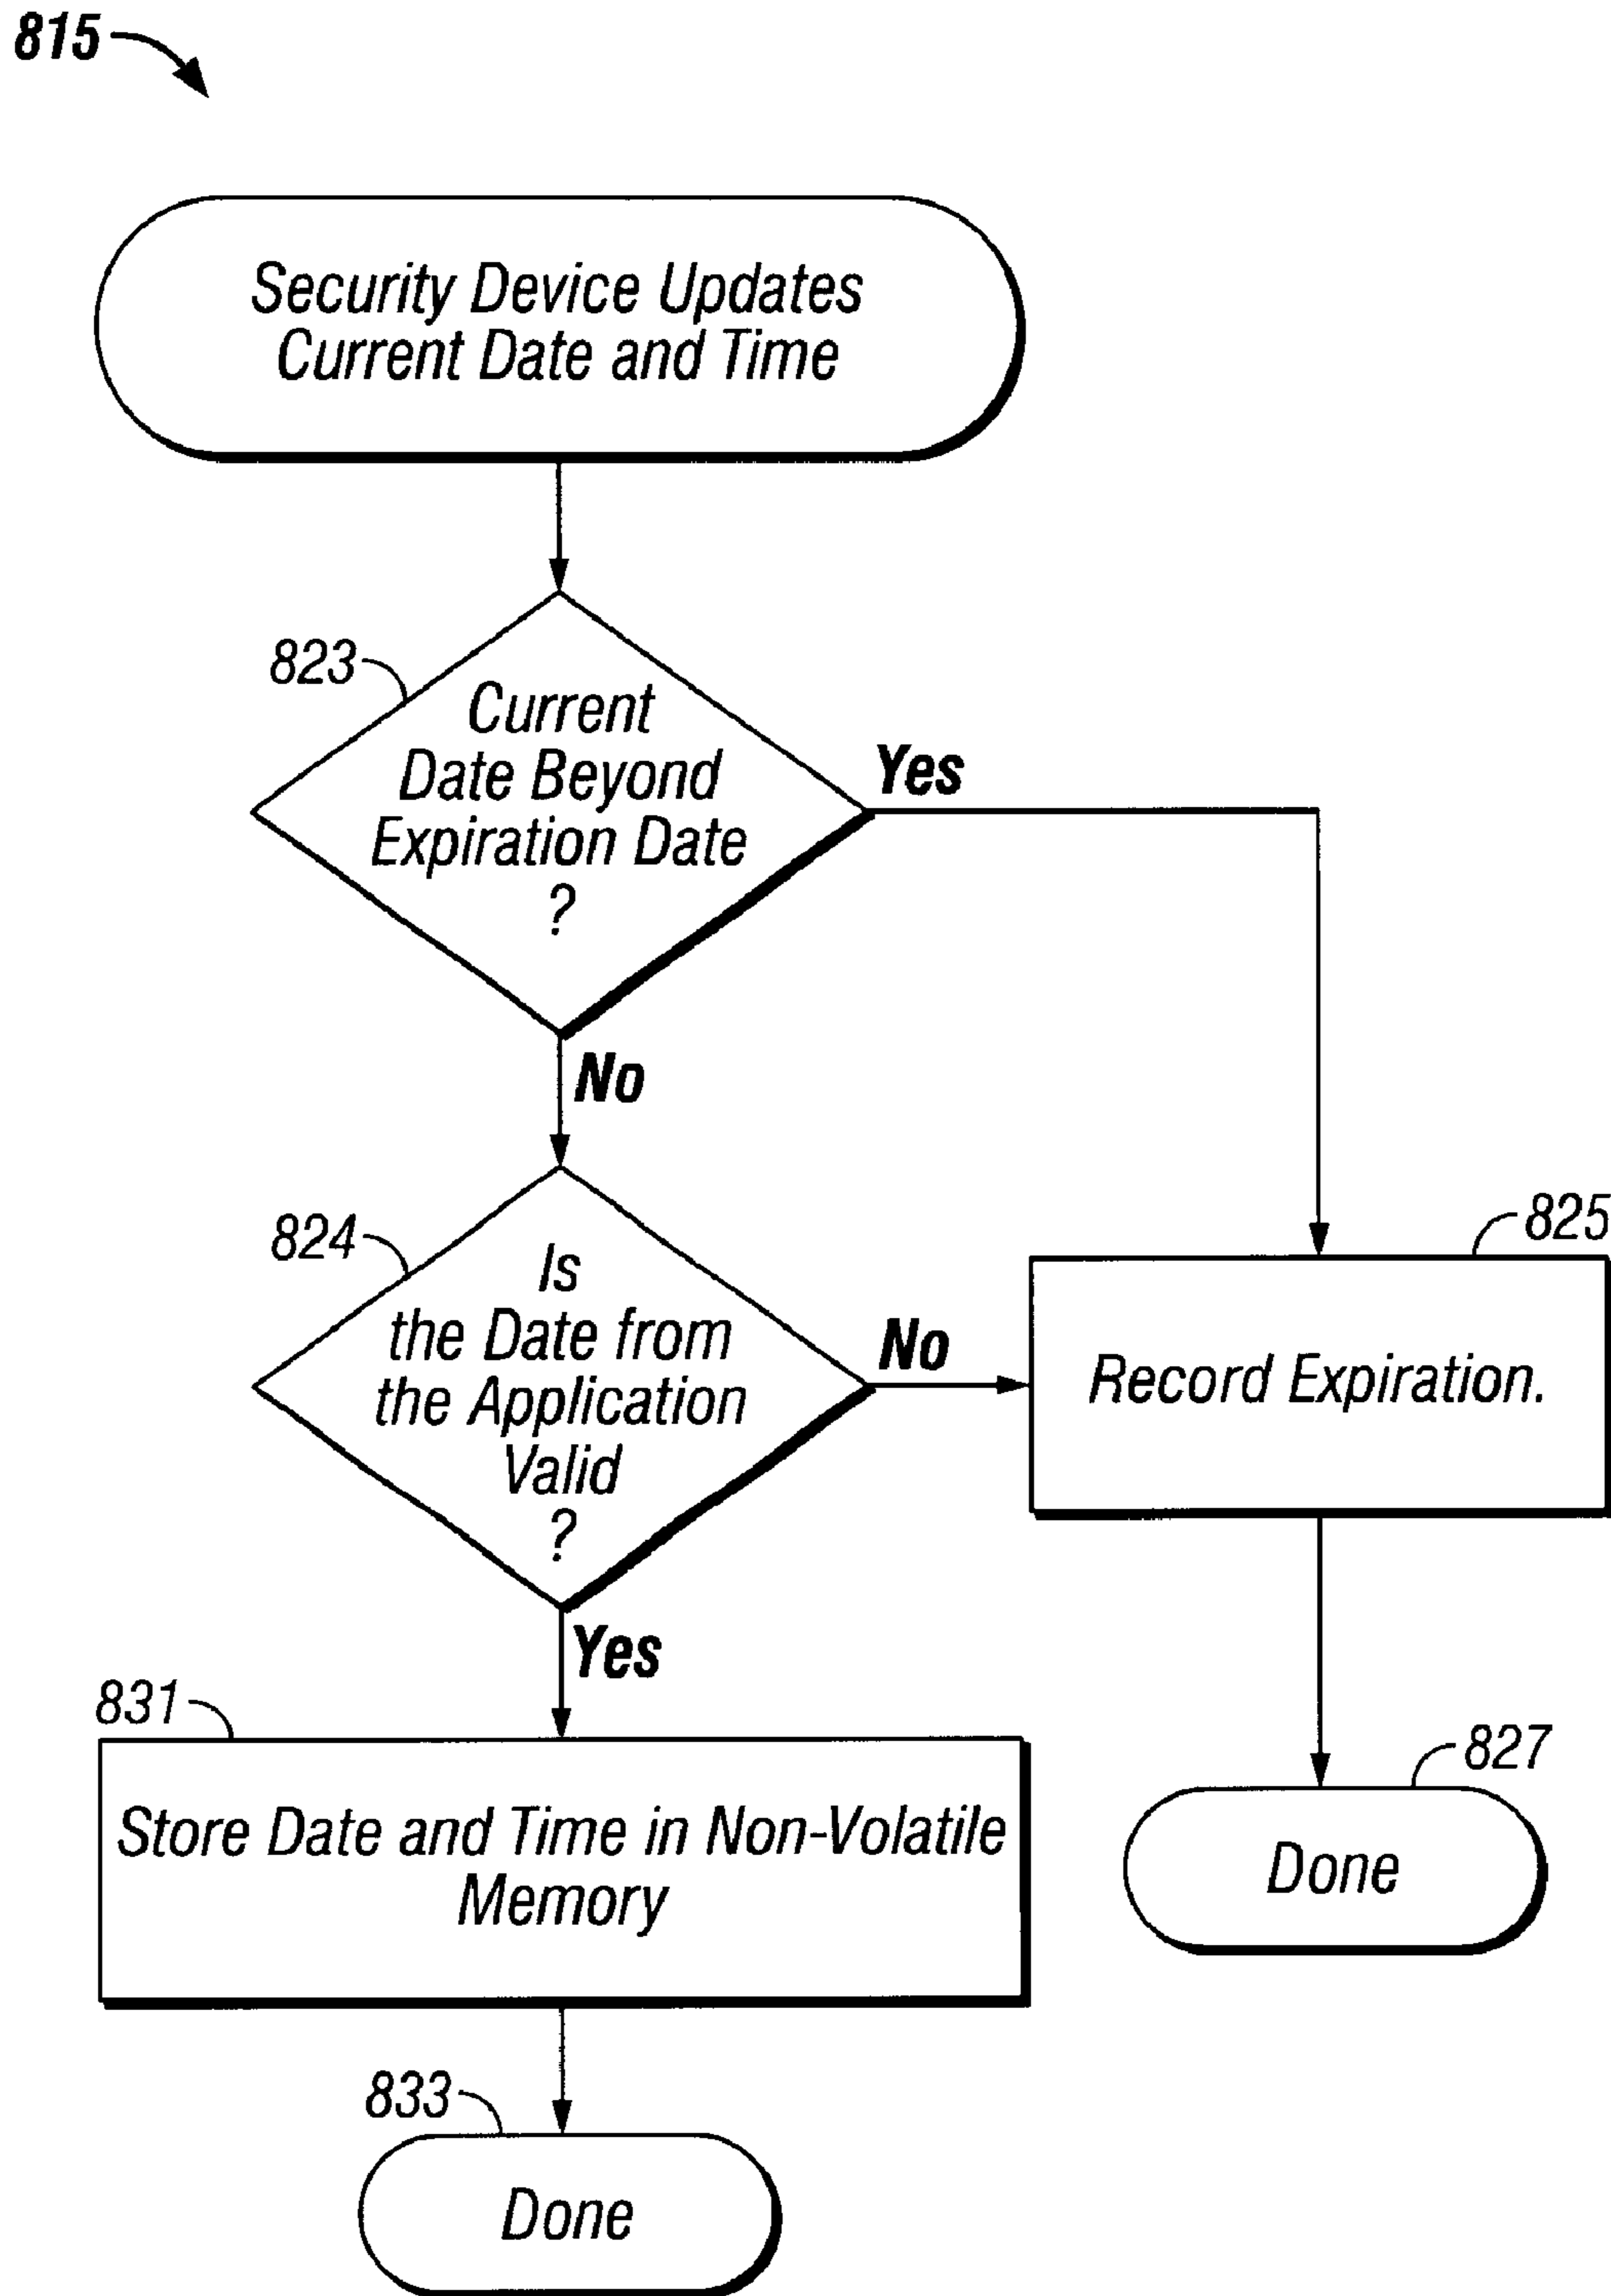 815
Security Device Updates
Current Date and Time
823
Current
Date Beyond
Expiration Date
?
Yes
No
824
Is
the Date from
the Application
Valid
?
No
825
Record Expiration.
Yes
831
Store Date and Time in Non-Volatile
Memory
827
Done
833
Done